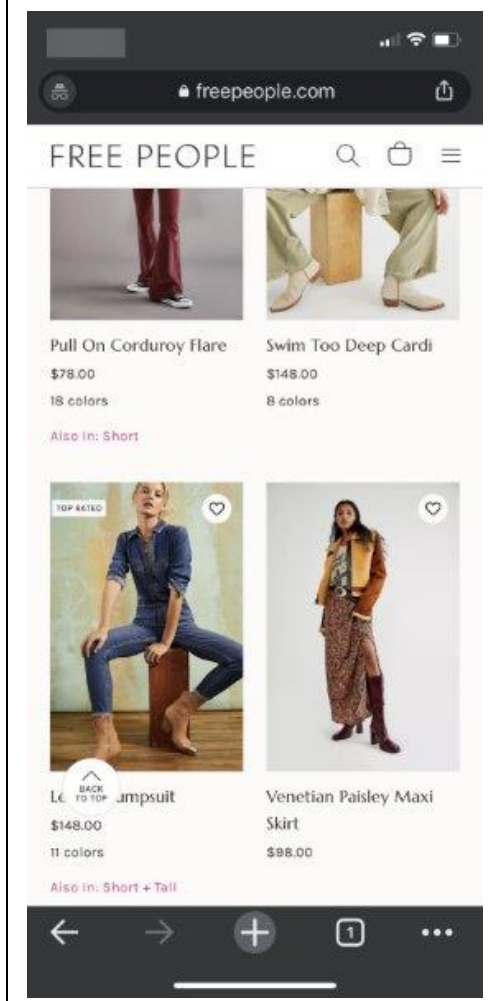 freepeople.com
FREE PEOPLE
Pull On Corduroy Flare
$78.00
18 colors
Also in: Short
Swim Too Deep Cardi
$148.00
8 colors
TOP RATED
BACK
TO TOP
$148.00
11 colors
Also in: Short + Tall
Venetian Paisley Maxi
Skirt
$98.00
1